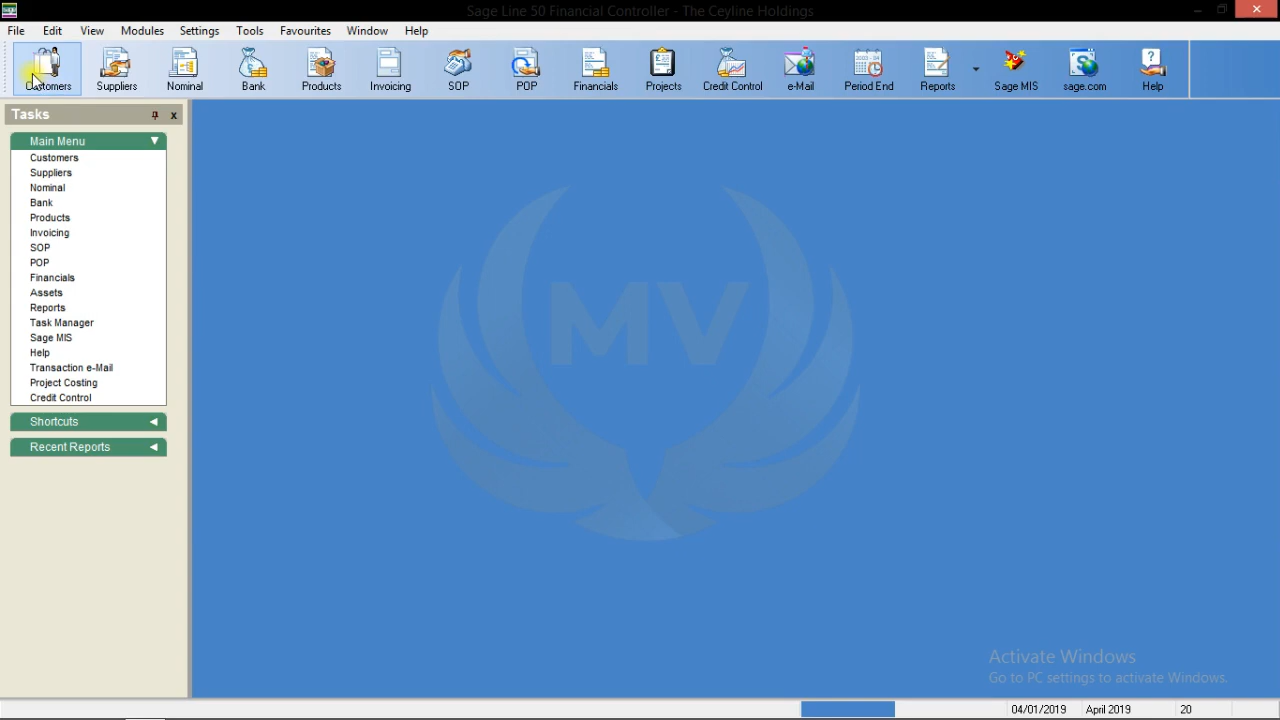 Sage Line 50 Financial Controller - The Ceyline Holdings
File Edit View Modules Settings Tools Favourites Window Help
Customers Suppliers Nominal Bank Products Invoicing SOP POP Financials Projects Credit Control e-Mail Period End Reports Sage MIS sage.com Help
Tasks
Main Menu
Customers
Suppliers
Nominal
Bank
Products
Invoicing
SOP
POP
Financials
Assets
Reports
Task Manager
Sage MIS
Help
Transaction e-Mail
Project Costing
Credit Control
Shortcuts
Recent Reports
MV
Activate Windows
Go to PC settings to activate Windows.
04/01/2019 April 2019 20